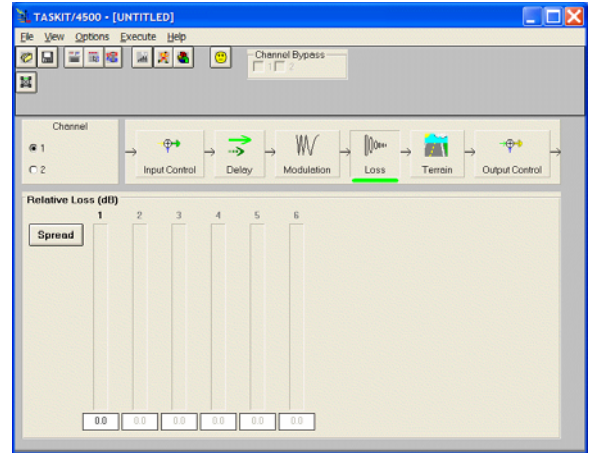 TASKIT/4500 - [UNTITLED]
File View Options Execute Help
Channel Bypass
1 2
Channel
1
2
Input Control Delay Modulation Loss Terrain Output Control
Relative Loss (dB)
1 2 3 4 5 6
Spread
0.0 0.0 0.0 0.0 0.0 0.0